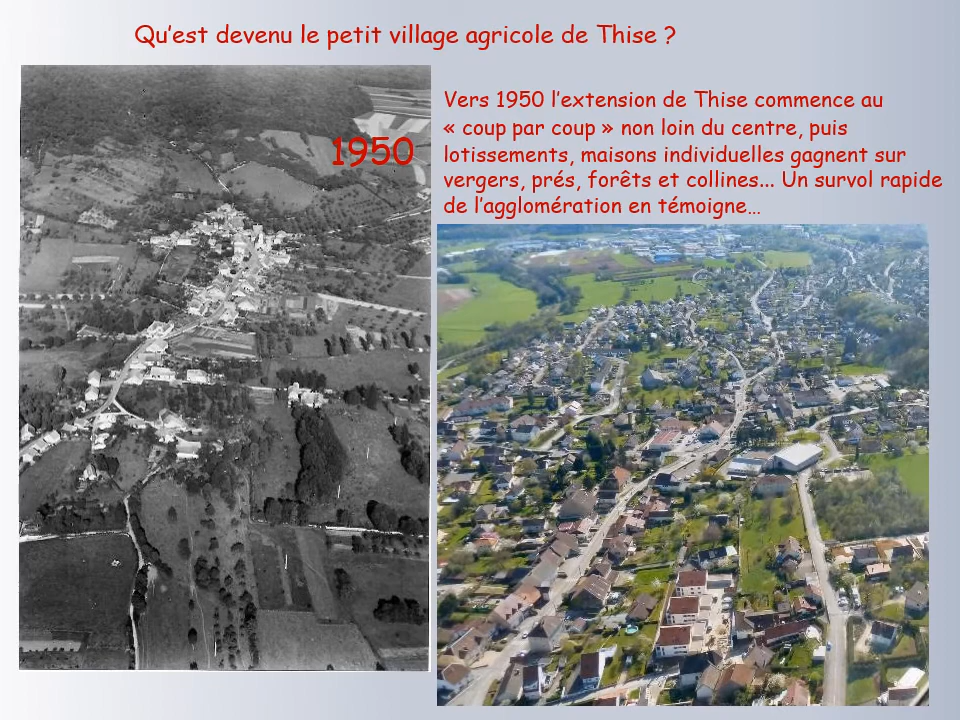 Qu’est devenu le petit village agricole de Thise ?
1950
Vers 1950 l’extension de Thise commence au
« coup par coup » non loin du centre, puis
lotissements, maisons individuelles gagnent sur
vergers, prés, forêts et collines... Un survol rapide
de l’agglomération en témoigne…